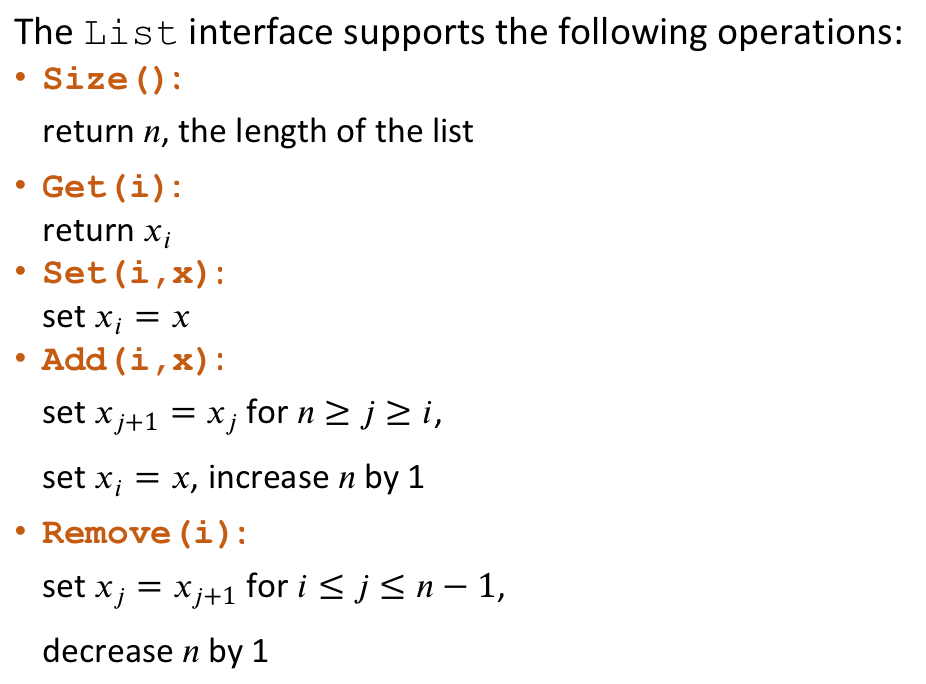 The List interface supports the following operations:
• Size():
return n, the length of the list
• Get(i):
return xᵢ
• Set(i,x):
set xᵢ = x
• Add(i,x):
set xⱼ₊₁ = xⱼ for n ≥ j ≥ i,
set xᵢ = x, increase n by 1
• Remove(i):
set xⱼ = xⱼ₊₁ for i ≤ j ≤ n − 1,
decrease n by 1